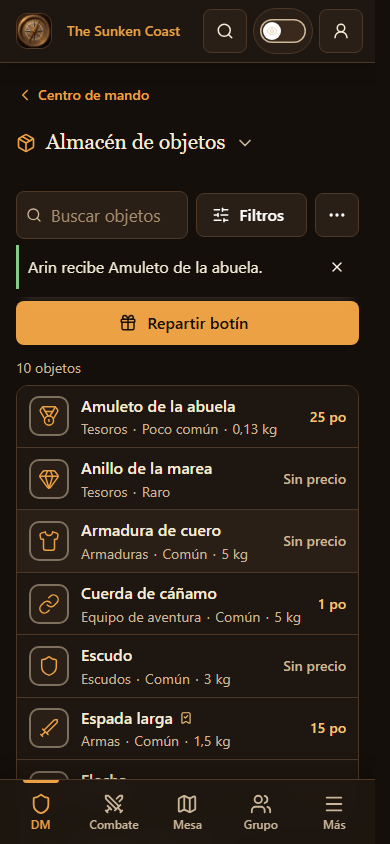 The Sunken Coast
Centro de mando
Almacén de objetos
Buscar objetos
Filtros
Arin recibe Amuleto de la abuela.
Repartir botín
10 objetos
Amuleto de la abuela
Tesoros · Poco común · 0,13 kg
25 po
Anillo de la marea
Tesoros · Raro
Sin precio
Armadura de cuero
Armaduras · Común · 5 kg
Sin precio
Cuerda de cáñamo
Equipo de aventura · Común · 5 kg
1 po
Escudo
Escudos · Común · 3 kg
Sin precio
Espada larga
Armas · Común · 1,5 kg
15 po
DM
Combate
Mesa
Grupo
Más